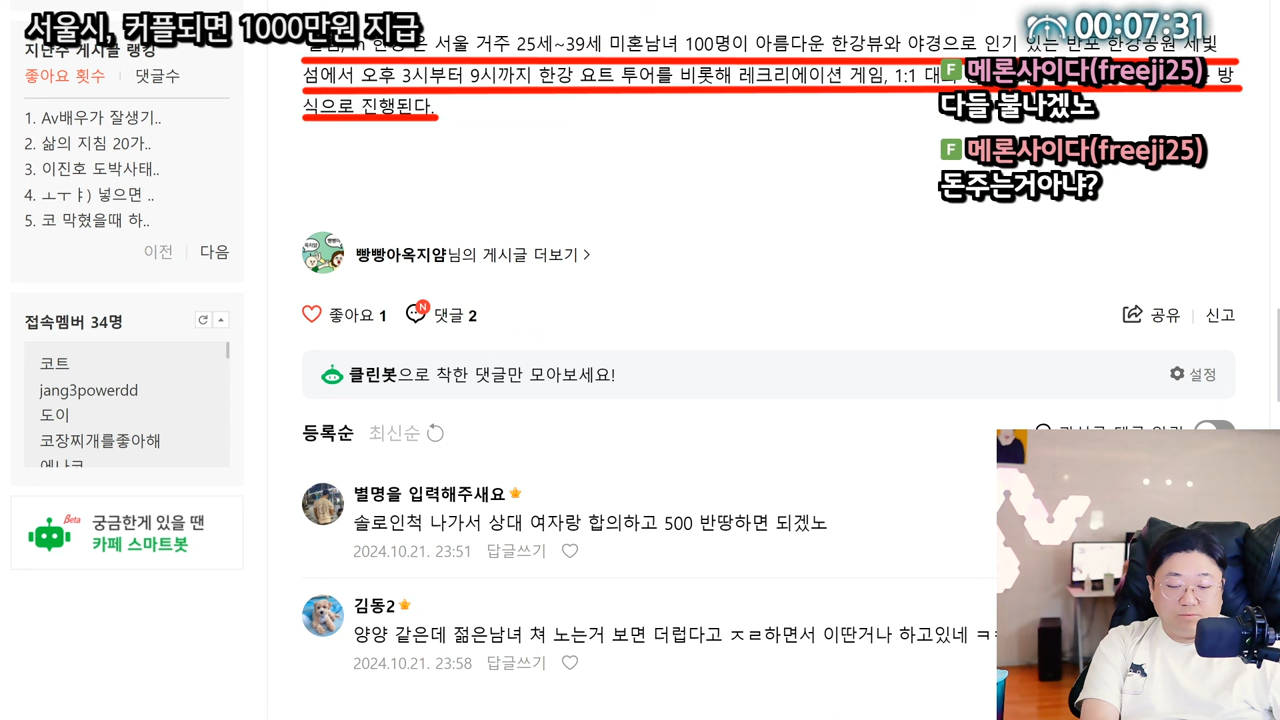 서울시, 커플되면 1000만원 지급
00:07:31
지난주 게시글 랭킹
좋아요 횟수
댓글수
1. Av배우가 잘생기..
2. 삶의 지침 20가..
3. 이진호 도박사태..
4. ㅗㅜㅑ) 넣으면 ..
5. 코 막혔을때 하..
이전
다음
접속멤버 34명
코트
jang3powerdd
도이
코장찌개를좋아해
에나크
Beta
궁금한게 있을 땐
카페 스마트봇
in 한강'은 서울 거주 25세~39세 미혼남녀 100명이 아름다운 한강뷰와 야경으로 인기 있는 반포 한강공원 세빛
섬에서 오후 3시부터 9시까지 한강 요트 투어를 비롯해 레크리에이션 게임, 1:1 방
식으로 진행된다.
F 메론사이다(freeji25)
다들 불나겠노
F 메론사이다(freeji25)
돈주는거아냐?
빵빵아옥지얌님의 게시글 더보기 >
좋아요 1
N
댓글 2
공유
신고
클린봇으로 착한 댓글만 모아보세요!
설정
등록순
최신순
별명을 입력해주새요
솔로인척 나가서 상대 여자랑 합의하고 500 반땅하면 되겠노
2024.10.21. 23:51 답글쓰기
김동2
양양 같은데 젊은남녀 쳐 노는거 보면 더럽다고 ㅈㄹ하면서 이딴거나 하고있네
2024.10.21. 23:58 답글쓰기